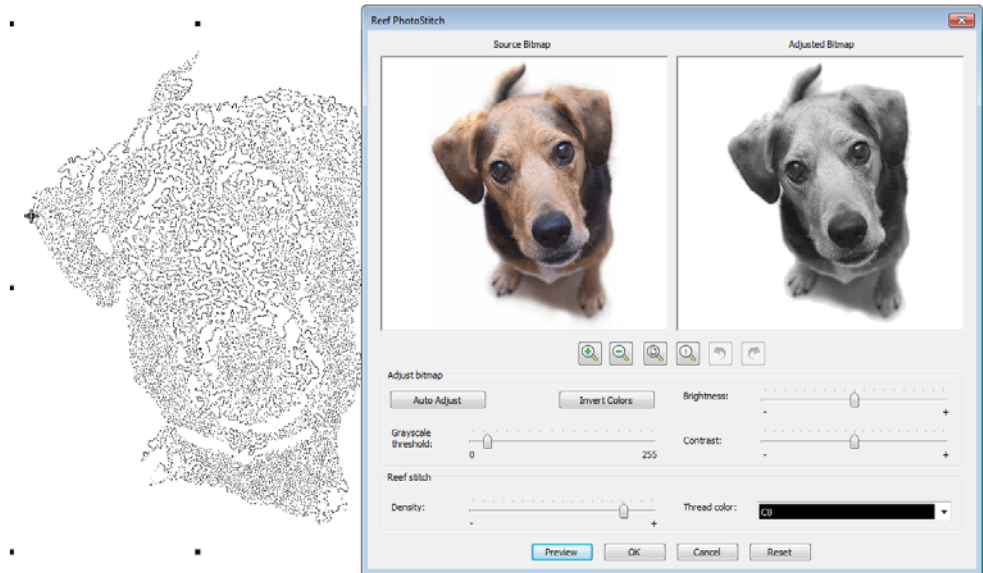 Reef PhotoStitch
Source Bitmap
Adjusted Bitmap
Adjust bitmap
Auto Adjust
Invert Colors
Brightness:
- +
Grayscale
threshold:
0 255
Contrast:
- +
Reef stitch
Density:
- +
Thread color:
C8
Preview
OK
Cancel
Reset